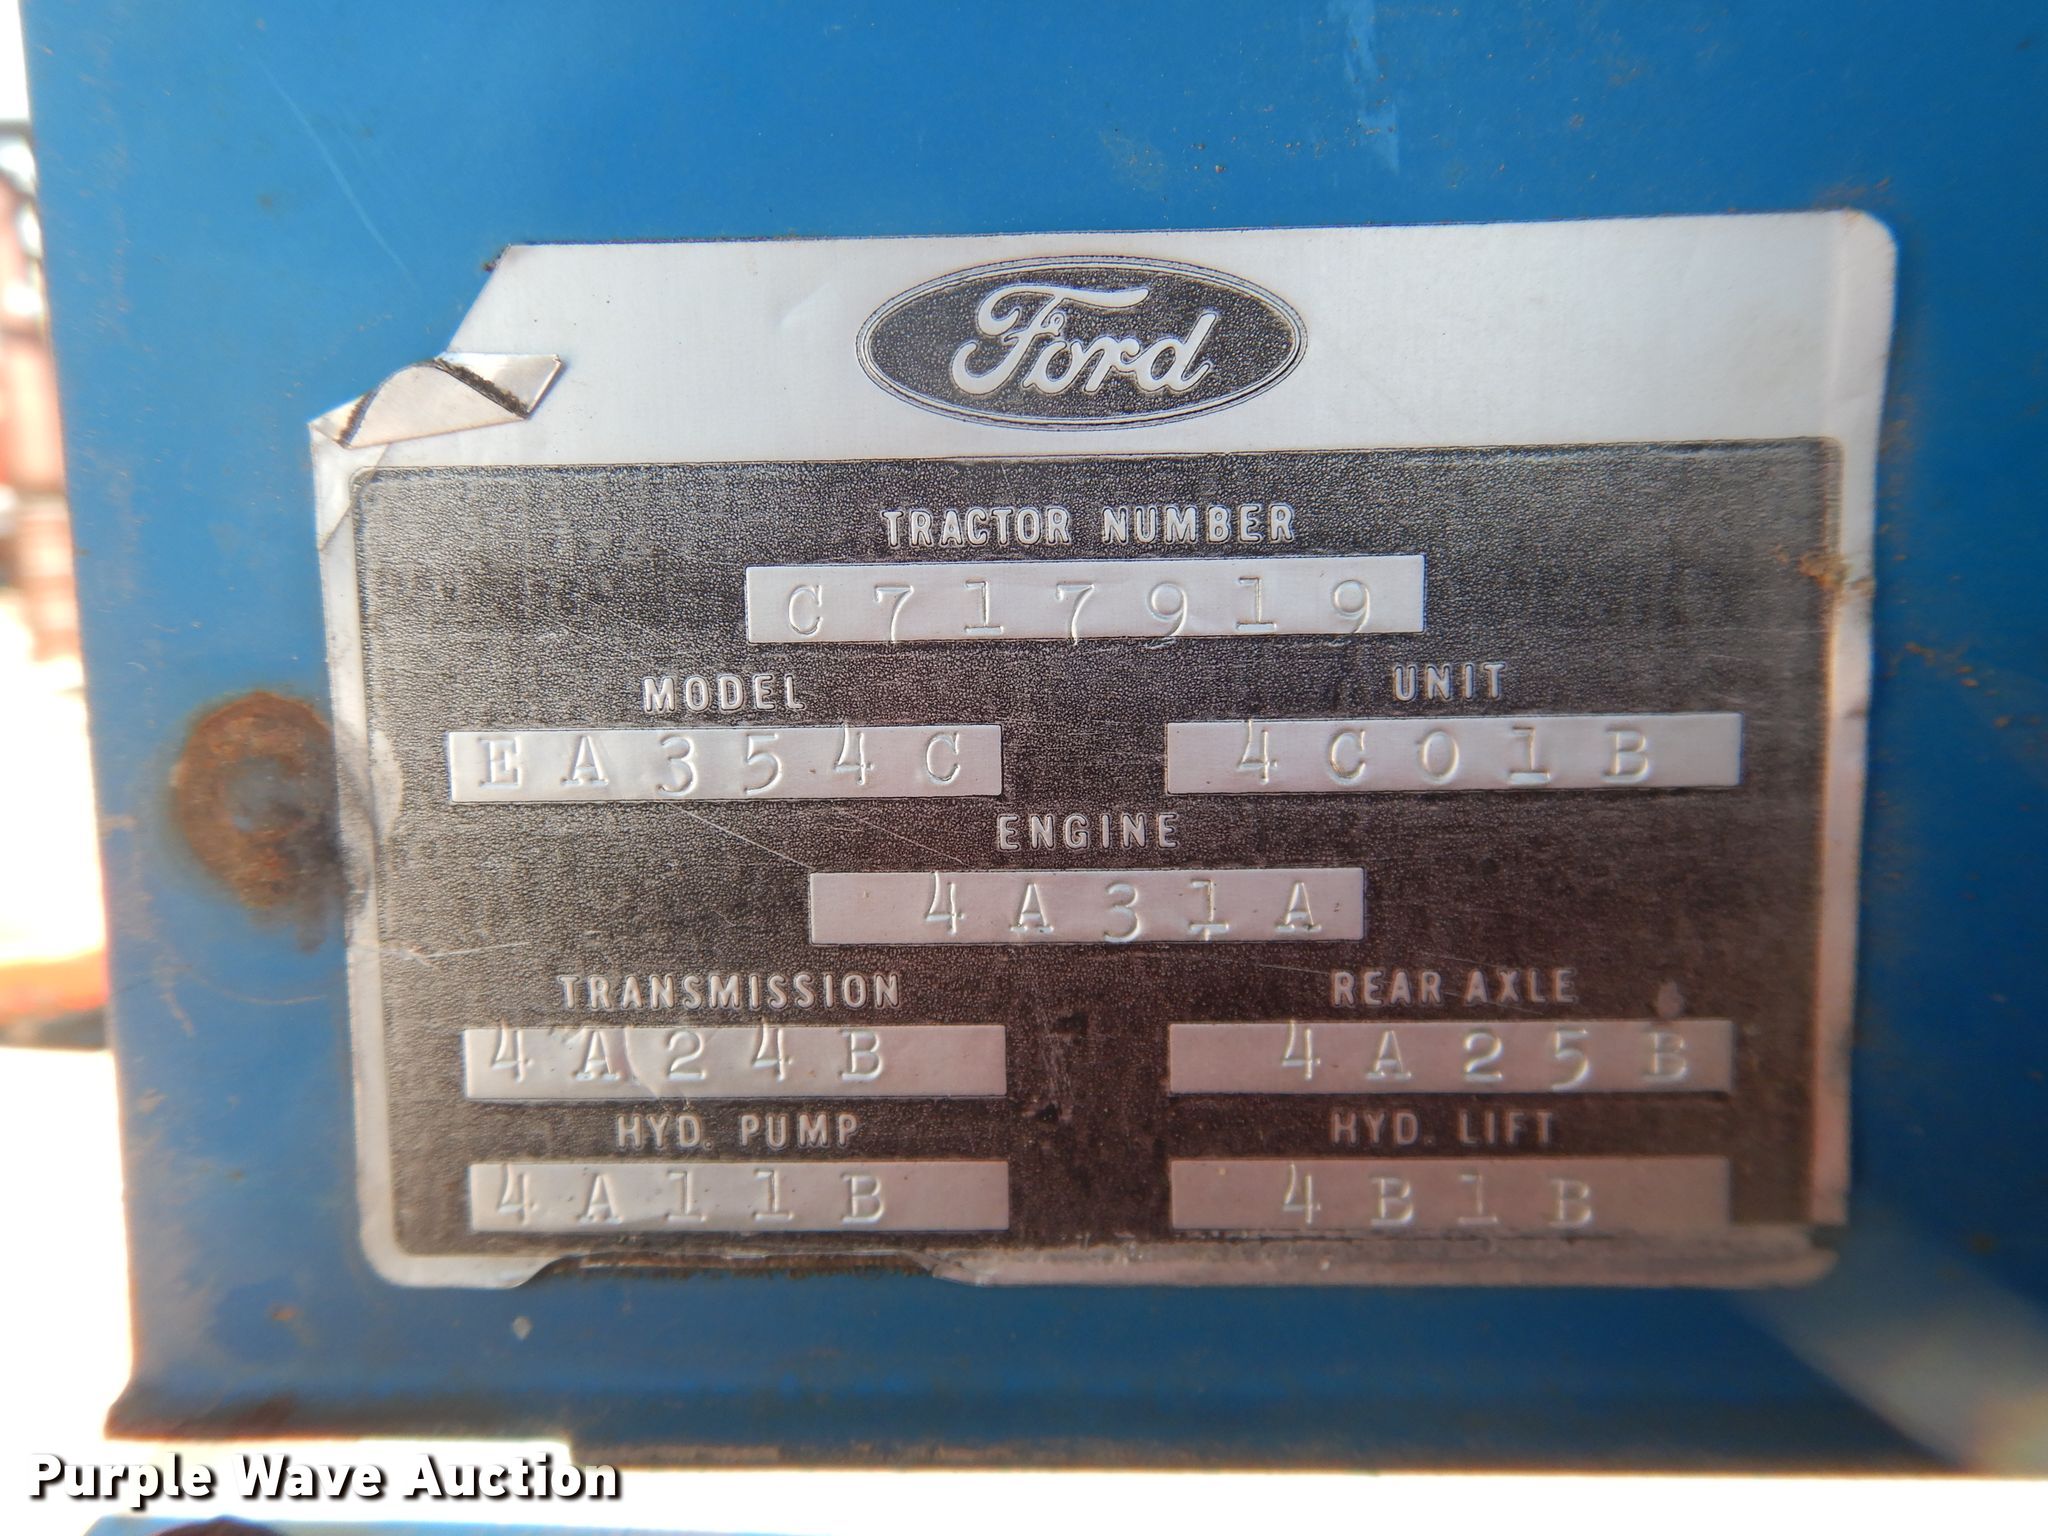 Ford
TRACTOR NUMBER
C717919
MODEL UNIT
EA354C 4C01B
ENGINE
4A31A
TRANSMISSION REAR AXLE
4A24B 4A25B
HYD. PUMP HYD. LIFT
4A11B 4B1B
Purple Wave Auction